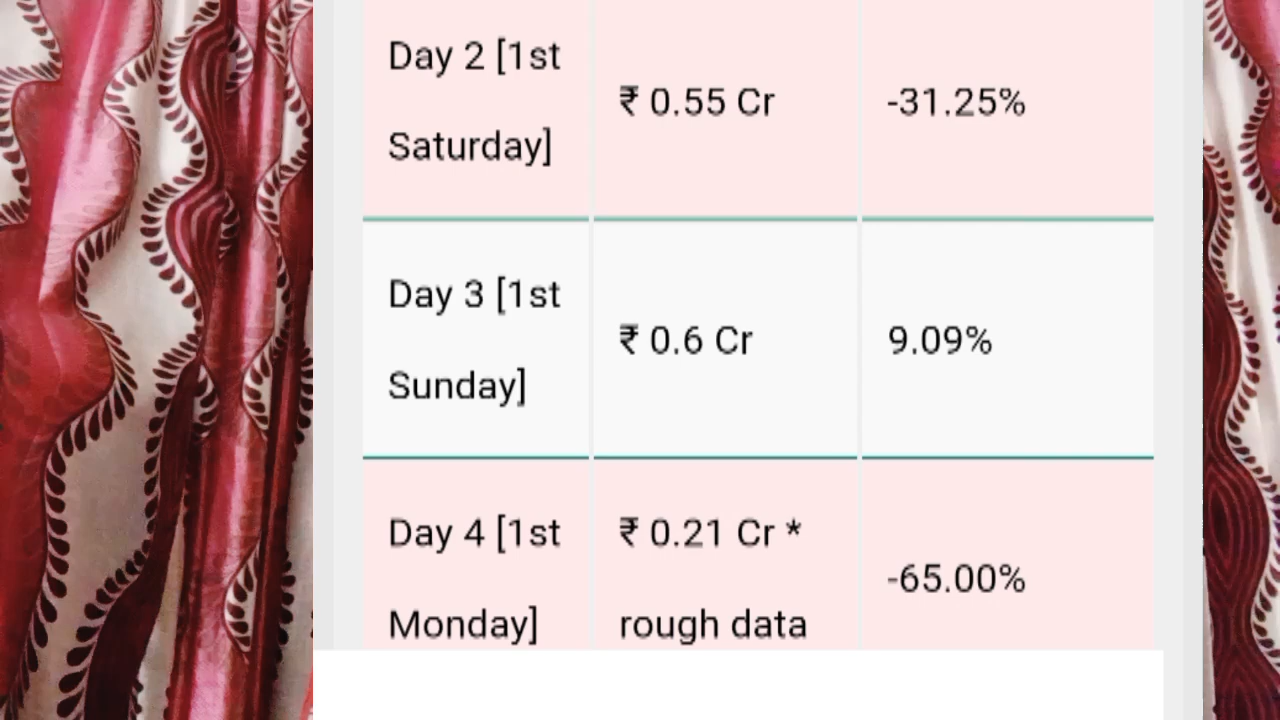 Day 2 [1st
Saturday]
₹ 0.55 Cr
-31.25%
Day 3 [1st
Sunday]
₹ 0.6 Cr
9.09%
Day 4 [1st
Monday]
₹ 0.21 Cr *
rough data
-65.00%